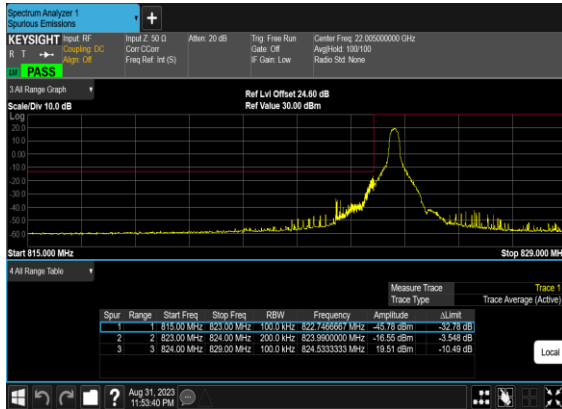 Spectrum Analyzer 1
Spurious Emissions
+
KEYSIGHT
R T
LW PASS
Input: RF
Coupling: DC
Align: Off
Input Z: 50 Ω
Corr CCorr
Freq Ref: Int (S)
Atten: 20 dB
Trig: Free Run
Gate: Off
IF Gain: Low
Center Freq: 22.005000000 GHz
Avg|Hold: 100/100
Radio Std: None
3 All Range Graph
Scale/Div 10.0 dB
Ref Lvl Offset 24.60 dB
Ref Value 30.00 dBm
Log
20.0
10.0
0.00
-10.0
-20.0
-30.0
-40.0
-50.0
-60.0
Start 815.000 MHz
Stop 829.000 MH
4 All Range Table
Measure Trace Trace 1
Trace Type Trace Average (Active)
Spur Range Start Freq Stop Freq RBW Frequency Amplitude ΔLimit
1 1 815.00 MHz 823.00 MHz 100.0 kHz 822.7466667 MHz -45.78 dBm -32.78 dB
2 2 823.00 MHz 824.00 MHz 200.0 kHz 823.9900000 MHz -16.55 dBm -3.548 dB
3 3 824.00 MHz 829.00 MHz 100.0 kHz 824.5333333 MHz 19.51 dBm -10.49 dB
Local
?
Aug 31, 2023
11:53:40 PM